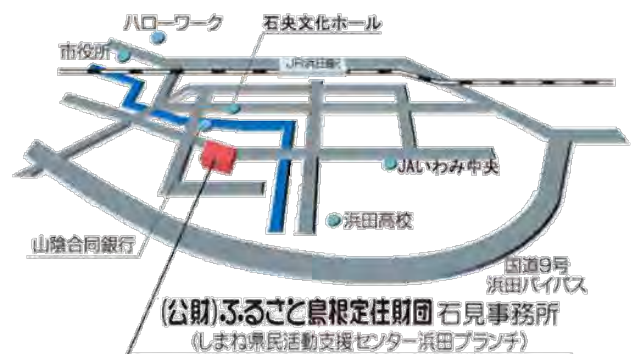 ハローワーク
石央文化ホール
市役所
JR浜田駅
JAいわみ中央
浜田高校
山陰合同銀行
国道9号
浜田バイパス
(公財)ふるさと島根定住財団 石見事務所
(しまね県民活動支援センター浜田ブランチ)